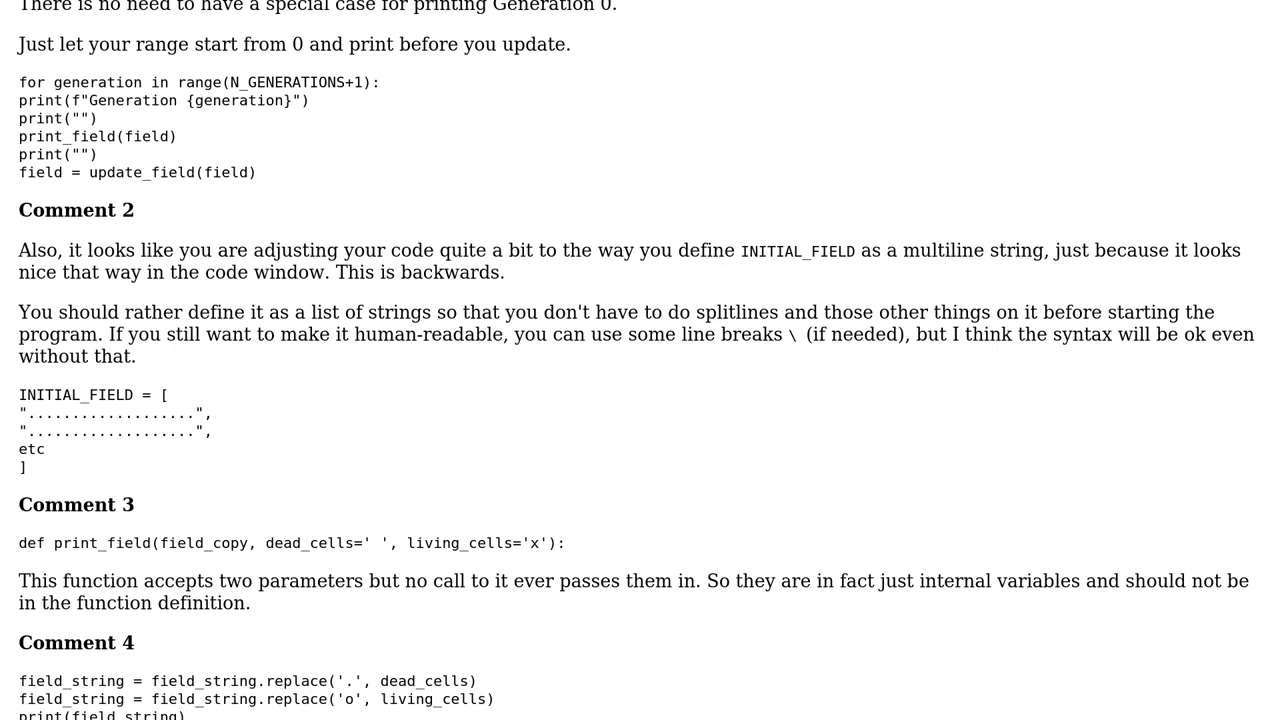 There is no need to have a special case for printing Generation 0.
Just let your range start from 0 and print before you update.
for generation in range(N_GENERATIONS+1):
print(f"Generation {generation}")
print("")
print_field(field)
print("")
field = update_field(field)
Comment 2
Also, it looks like you are adjusting your code quite a bit to the way you define INITIAL_FIELD as a multiline string, just because it looks
nice that way in the code window. This is backwards.
You should rather define it as a list of strings so that you don't have to do splitlines and those other things on it before starting the
program. If you still want to make it human-readable, you can use some line breaks \ (if needed), but I think the syntax will be ok even
without that.
INITIAL_FIELD = [
"...................",
"...................",
etc
]
Comment 3
def print_field(field_copy, dead_cells=' ', living_cells='x'):
This function accepts two parameters but no call to it ever passes them in. So they are in fact just internal variables and should not be
in the function definition.
Comment 4
field_string = field_string.replace('.', dead_cells)
field_string = field_string.replace('o', living_cells)
print(field_string)